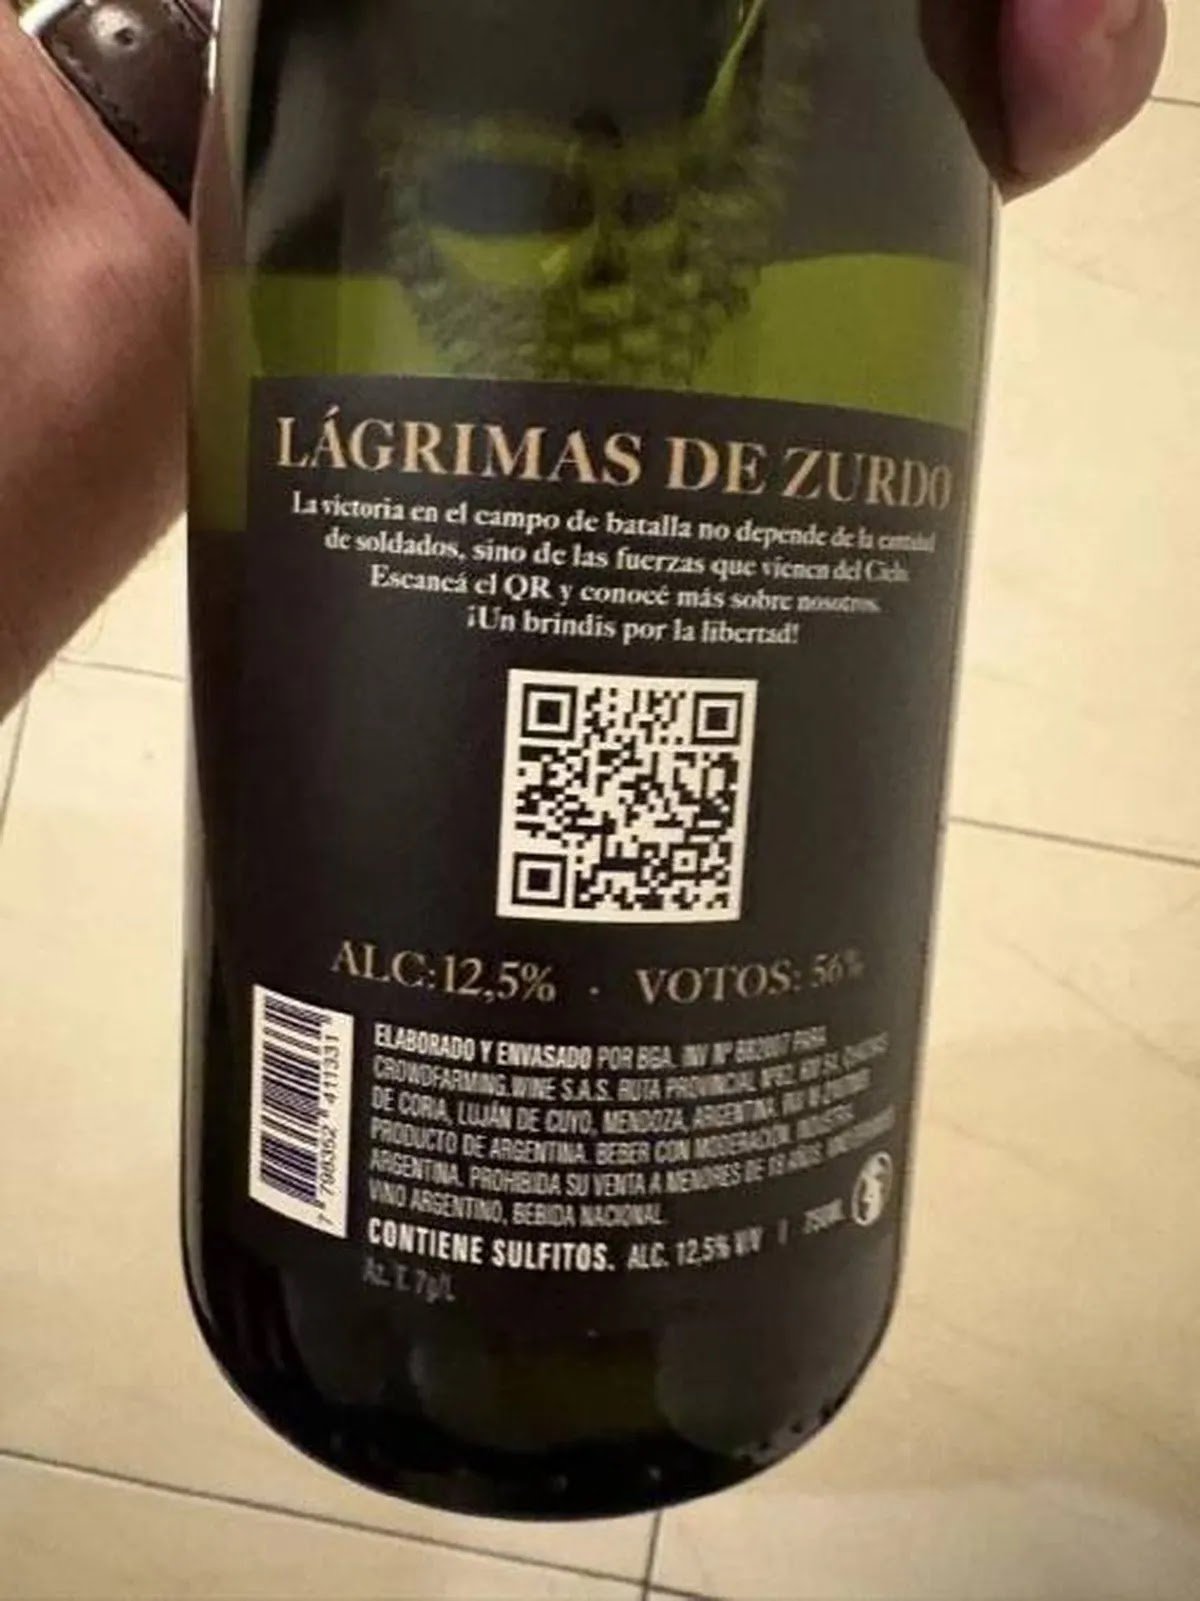 LÁGRIMAS DE ZURDO
La victoria en el campo de batalla no depende de la cantidad
de soldados, sino de las fuerzas que vienen del Cielo.
Escaneá el QR y conocé más sobre nosotros.
¡Un brindis por la libertad!
ALC:12,5% · VOTOS: 56%
ELABORADO Y ENVASADO POR BGA. INV Nº PARA
CROWDFARMING.WINE S.A.S. RUTA PROVINCIAL
DE CORIA, LUJÁN DE CUYO, MENDOZA, ARGENTINA.
PRODUCTO DE ARGENTINA. BEBER CON MODERACIÓN. INDUSTRIA
ARGENTINA. PROHIBIDA SU VENTA A MENORES DE 18 AÑOS.
VINO ARGENTINO, BEBIDA NACIONAL.
CONTIENE SULFITOS. ALC. 12,5% V/V | 750ML
Az. T. 7g/L